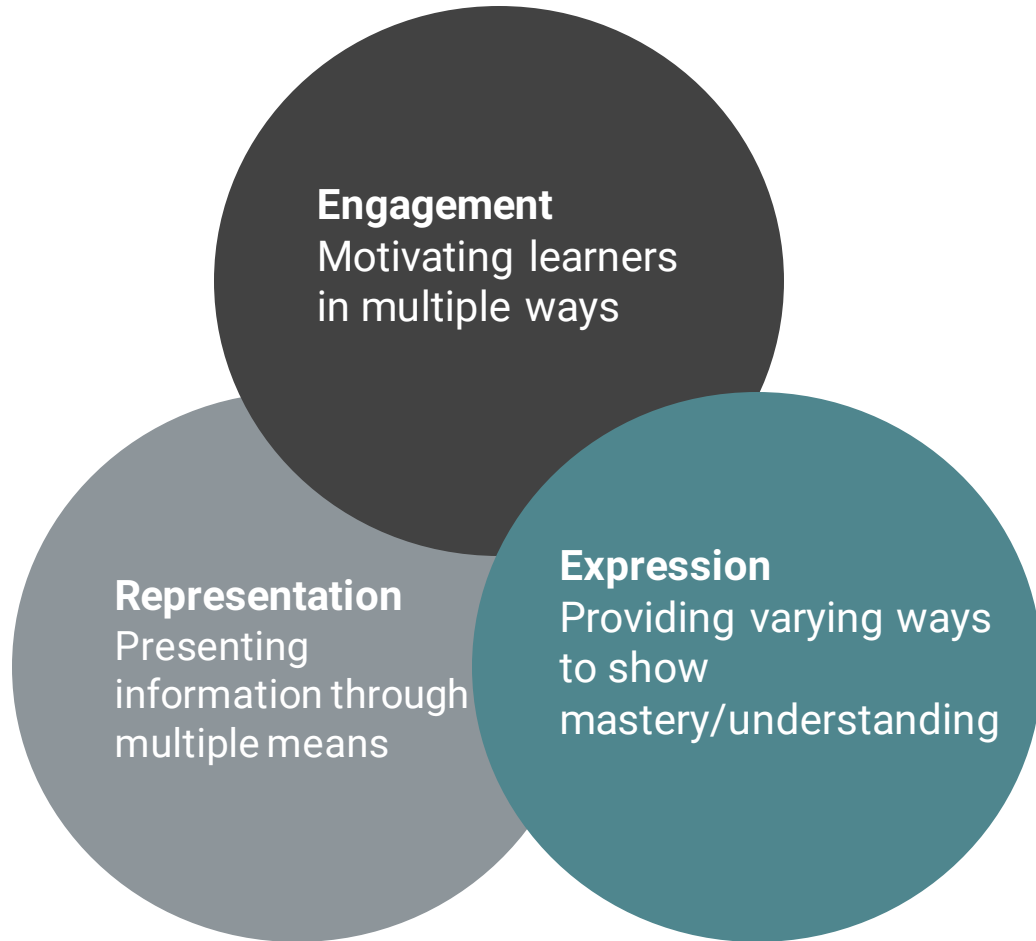 Engagement
Motivating learners
in multiple ways
Representation
Presenting
information through
multiple means
Expression
Providing varying ways
to show
mastery/understanding